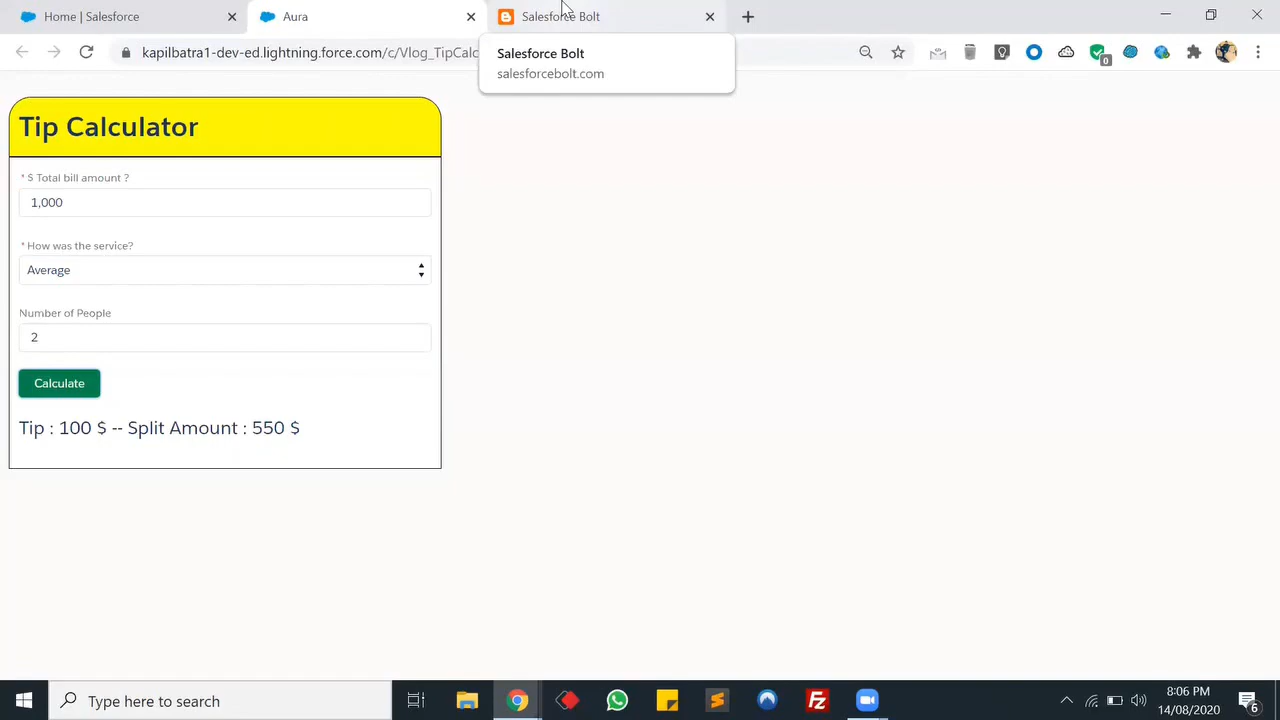 Home | Salesforce
Aura
Salesforce Bolt
kapilbatra1-dev-ed.lightning.force.com/c/Vlog_TipCalc
0
Salesforce Bolt
salesforcebolt.com
Tip Calculator
* $ Total bill amount ?
1,000
* How was the service?
Average
Number of People
2
Calculate
Tip : 100 $ -- Split Amount : 550 $
Type here to search
8:06 PM
14/08/2020
6